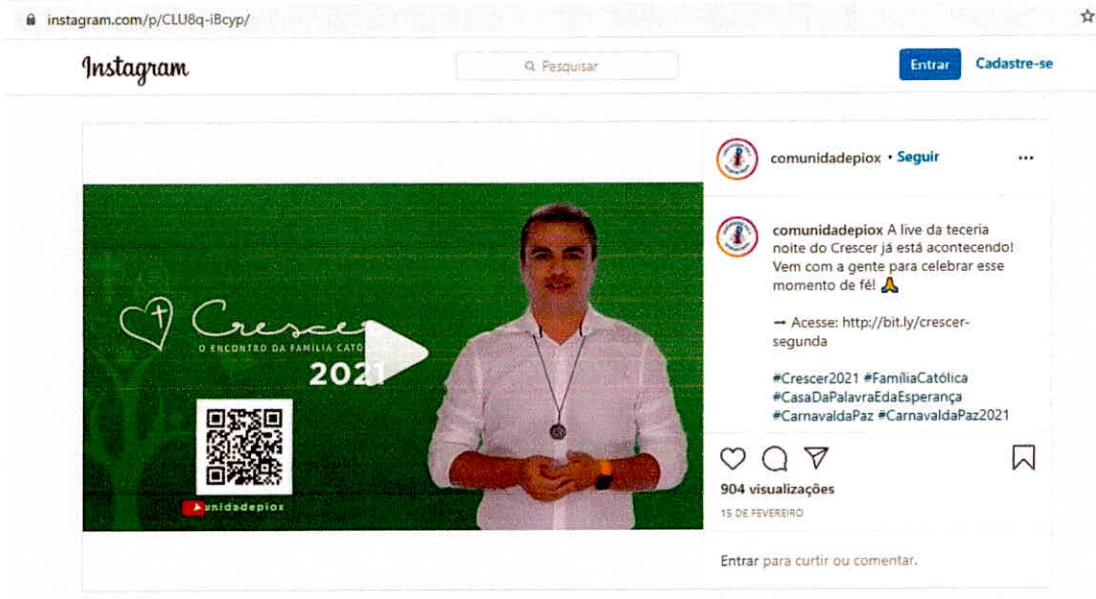 instagram.com/p/CLU8q-iBcyp/
Instagram
Pesquisar
Entrar
Cadastre-se
comunidadepiox • Seguir
comunidadepiox A live da teceria
noite do Crescer já está acontecendo!
Vem com a gente para celebrar esse
momento de fé! 🙏
→ Acesse: http://bit.ly/crescer-
segunda
#Crescer2021 #FamíliaCatólica
#CasaDaPalavraEdaEsperança
#CarnavaldaPaz #CarnavaldaPaz2021
Crescer
O ENCONTRO DA FAMÍLIA
2021
unidadepiox
904 visualizações
15 DE FEVEREIRO
Entrar para curtir ou comentar.